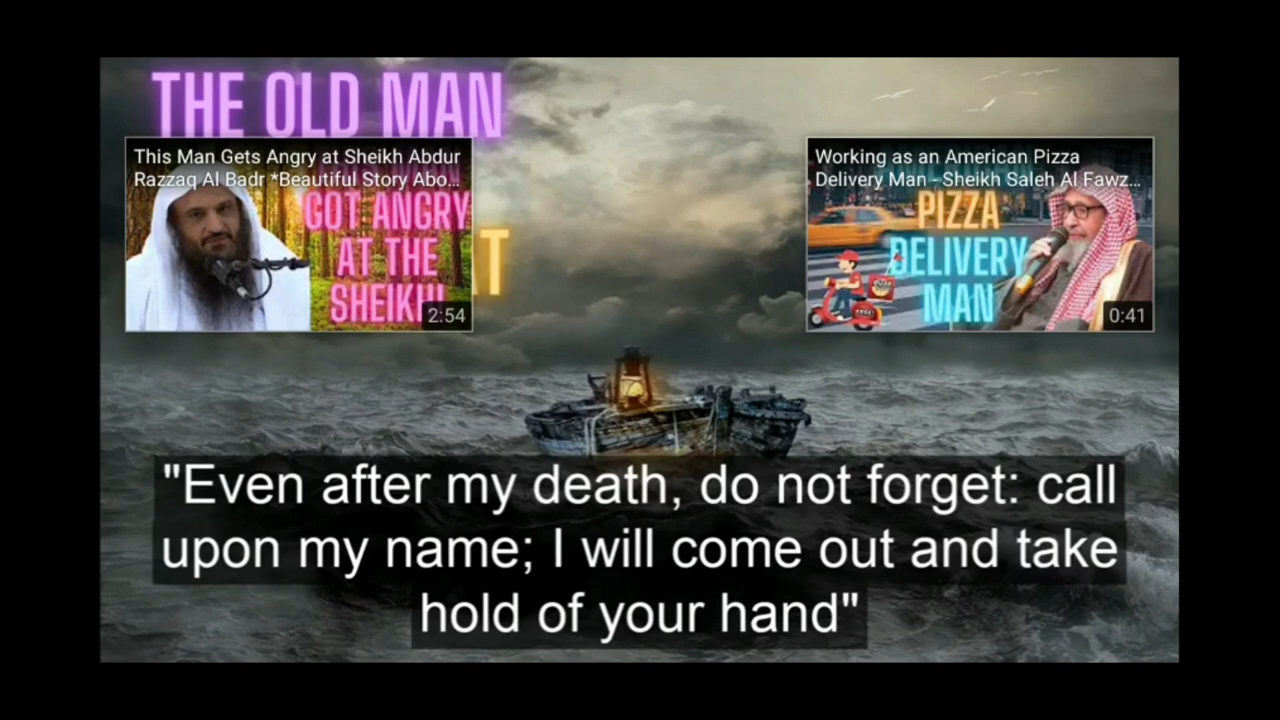 THE OLD MAN
This Man Gets Angry at Sheikh Abdur
Razzaq Al Badr *Beautiful Story Abo...
GOT ANGRY
AT THE
SHEIKH!
2:54
T
Working as an American Pizza
Delivery Man - Sheikh Saleh Al Fawz...
PIZZA
DELIVERY
MAN
0:41
"Even after my death, do not forget: call
upon my name; I will come out and take
hold of your hand"